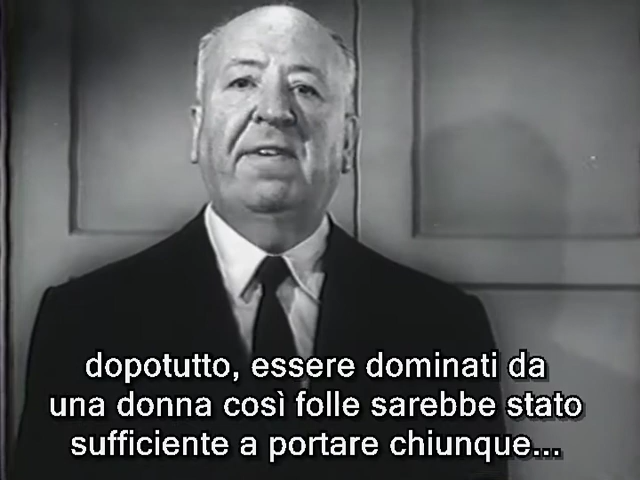 dopotutto, essere dominati da
una donna così folle sarebbe stato
sufficiente a portare chiunque...